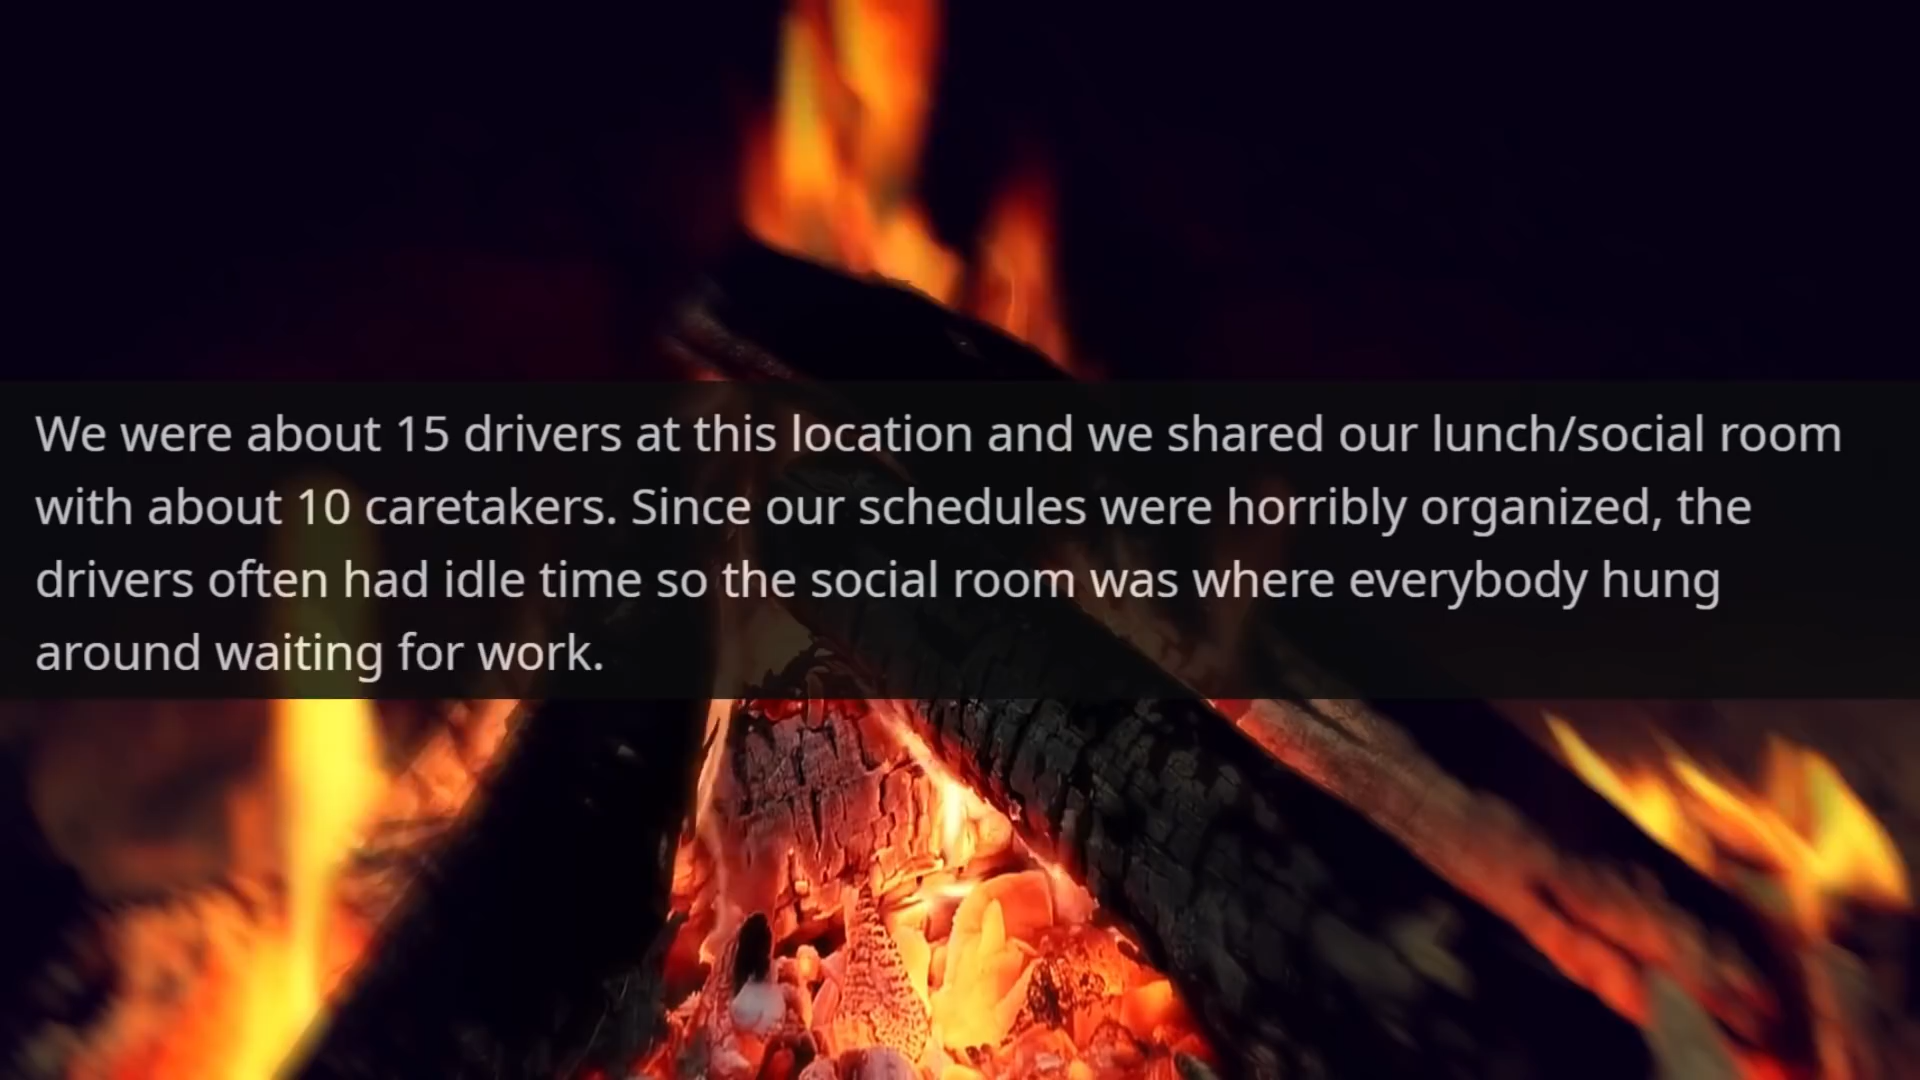 We were about 15 drivers at this location and we shared our lunch/social room
with about 10 caretakers. Since our schedules were horribly organized, the
drivers often had idle time so the social room was where everybody hung
around waiting for work.